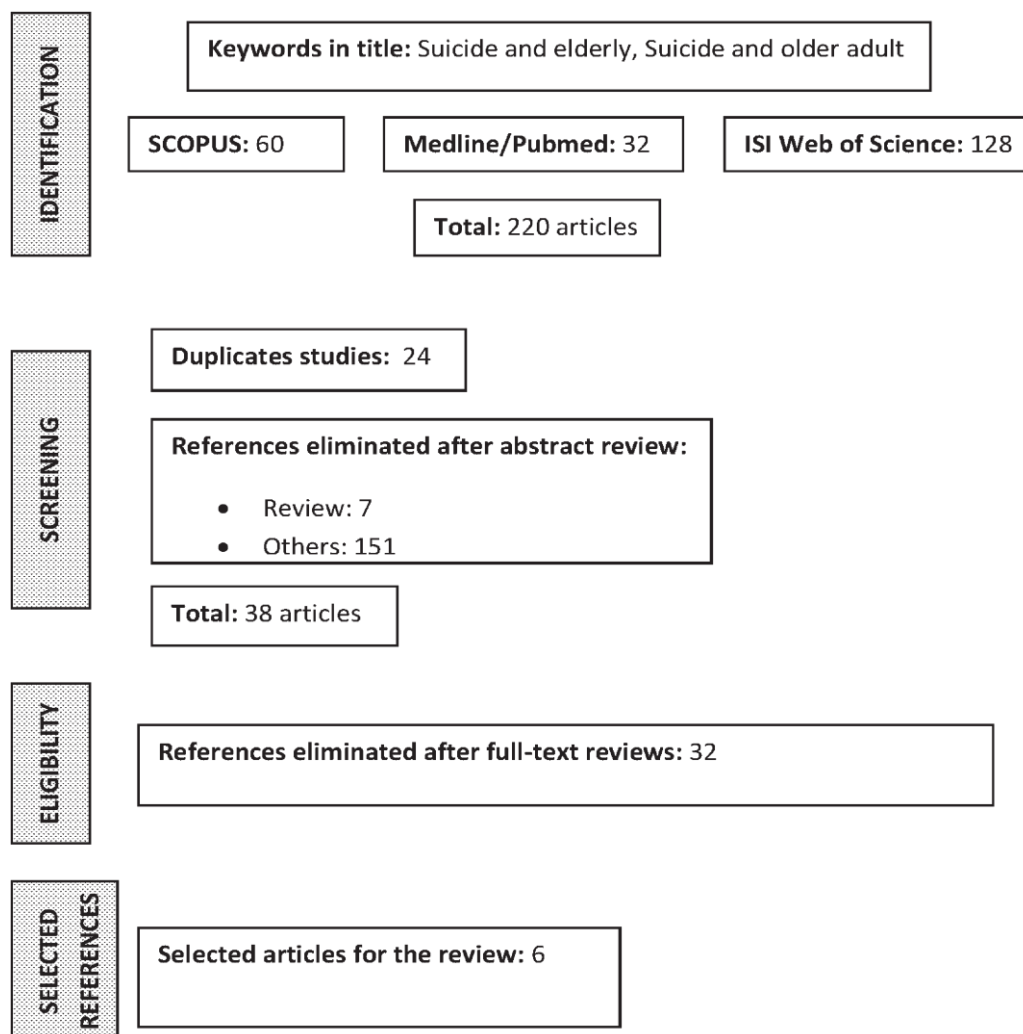 IDENTIFICATION
Keywords in title: Suicide and elderly, Suicide and older adult
SCOPUS: 60
Medline/Pubmed: 32
ISI Web of Science: 128
Total: 220 articles
SCREENING
Duplicates studies: 24
References eliminated after abstract review:
• Review: 7
• Others: 151
Total: 38 articles
ELIGIBILITY
References eliminated after full-text reviews: 32
SELECTED
REFERENCES
Selected articles for the review: 6